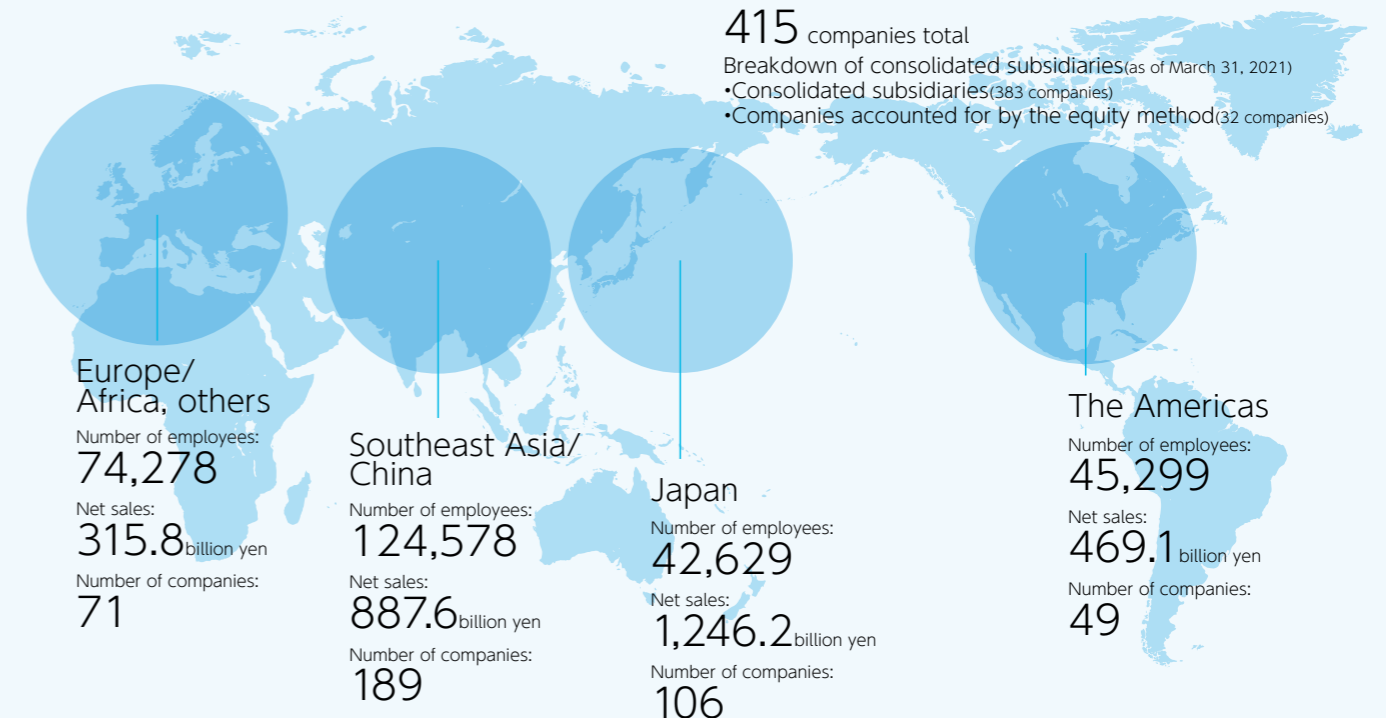 415 companies total
Breakdown of consolidated subsidiaries(as of March 31, 2021)
•Consolidated subsidiaries(383 companies)
•Companies accounted for by the equity method(32 companies)
Europe/
Africa, others
Number of employees:
74,278
Net sales:
315.8billion yen
Number of companies:
71
Southeast Asia/
China
Number of employees:
124,578
Net sales:
887.6billion yen
Number of companies:
189
Japan
Number of employees:
42,629
Net sales:
1,246.2billion yen
Number of companies:
106
The Americas
Number of employees:
45,299
Net sales:
469.1billion yen
Number of companies:
49